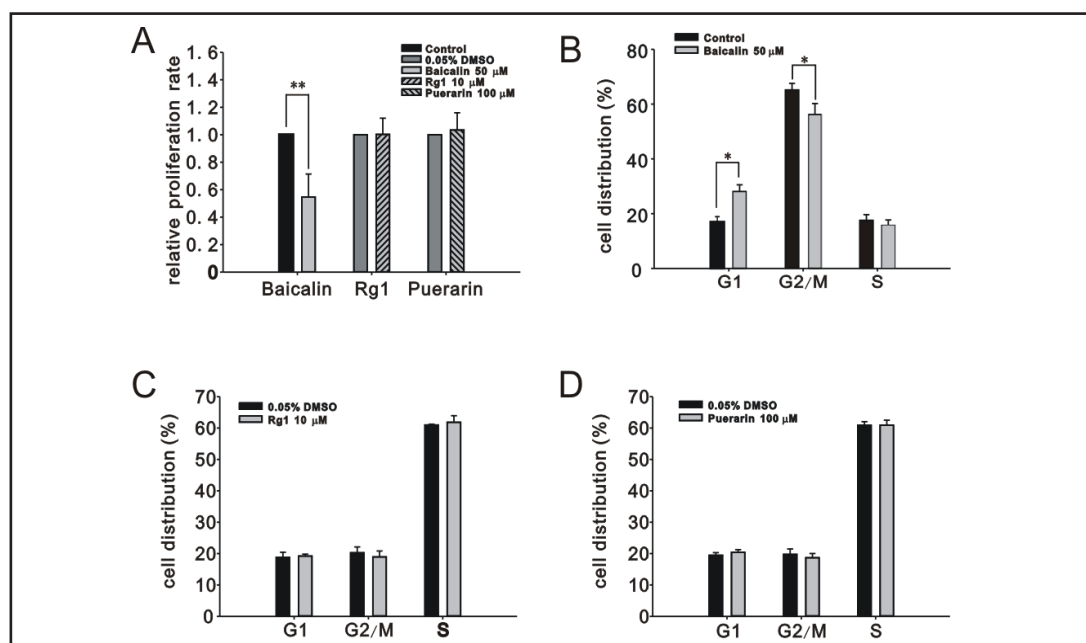 A
relative proliferation rate
1. 6
1. 4
1. 2
1. 0
0. 8
0. 6
0. 4
0. 2
0
**
Control
0.05% DMSO
Baicalin 50 μM
Rg1 10 μM
Puerarin 100 μM
Baicalin Rg1 Puerarin
B
cell distribution (%)
80
60
40
20
0
Control
Baicalin 50 μM
*
*
G1 G2/M S
C
cell distribution (%)
70
60
50
40
30
20
10
0
0.05% DMSO
Rg1 10 μM
G1 G2/M S
D
cell distribution (%)
70
60
50
40
30
20
10
0
0.05% DMSO
Puerarin 100 μM
G1 G2/M S